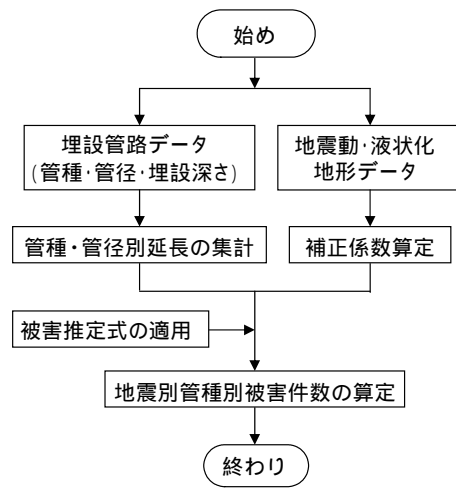 始め
埋設管路データ
(管種･管径･埋設深さ)
地震動･液状化
地形データ
管種・管径別延長の集計
補正係数算定
被害推定式の適用
地震別管種別被害件数の算定
終わり